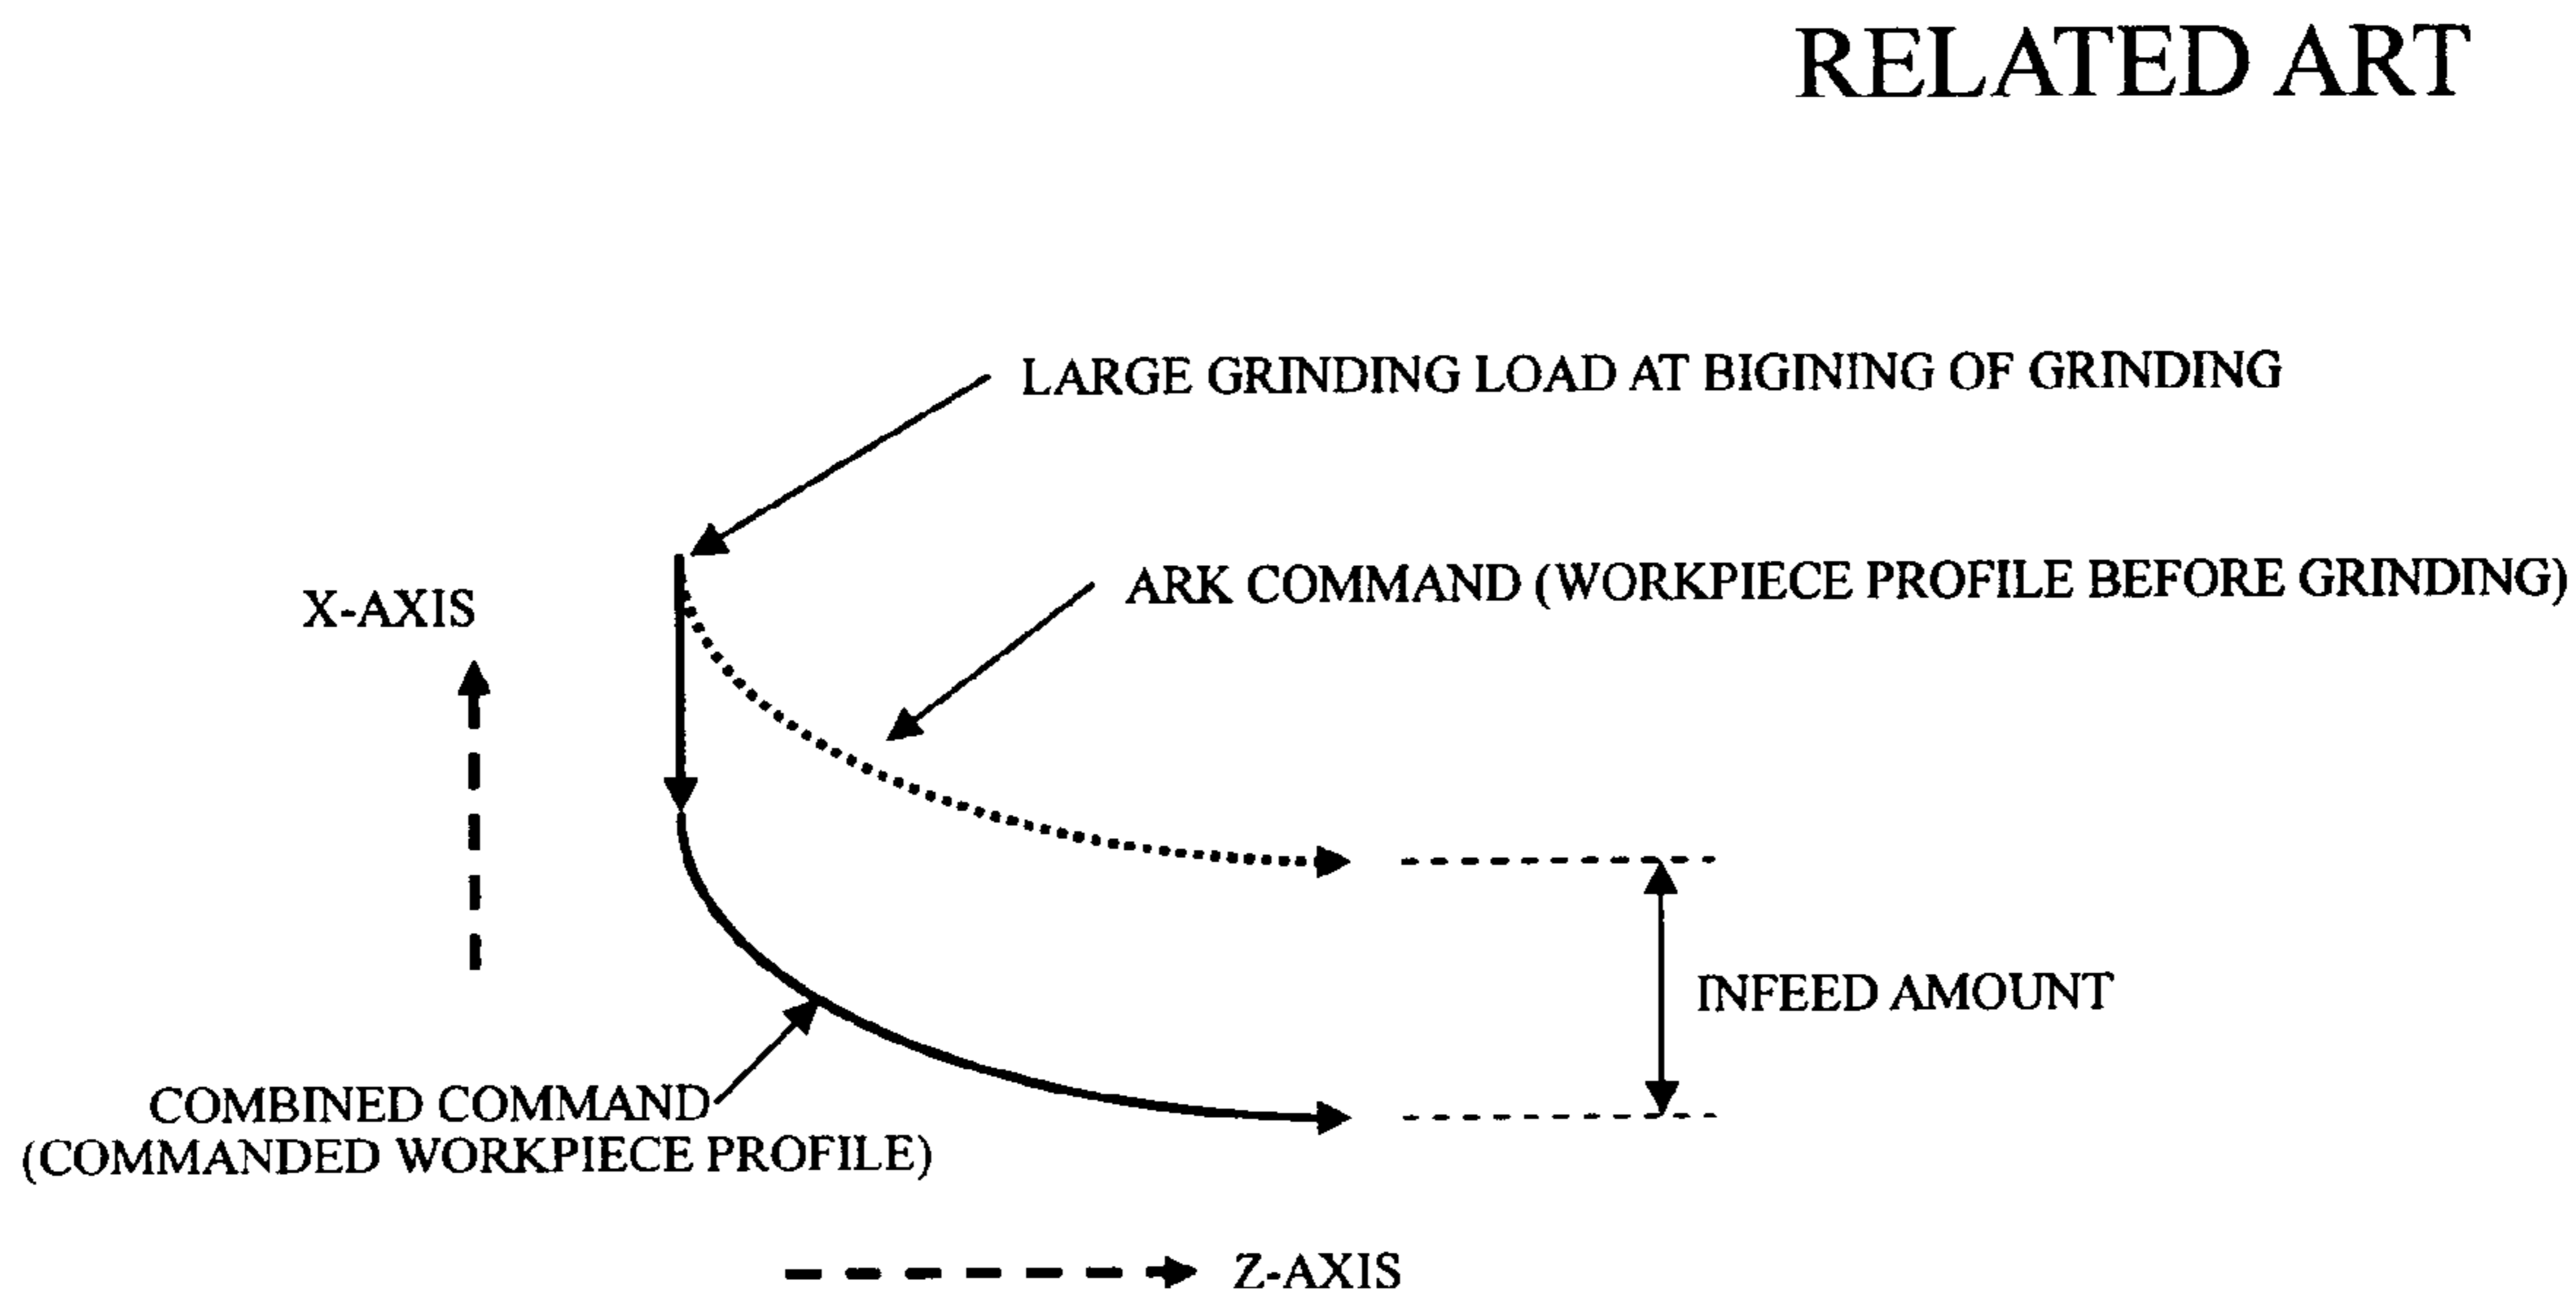 RELATED ART
LARGE GRINDING LOAD AT BIGINING OF GRINDING
ARK COMMAND (WORKPIECE PROFILE BEFORE GRINDING)
X-AXIS
INFEED AMOUNT
COMBINED COMMAND
(COMMANDED WORKPIECE PROFILE)
Z-AXIS